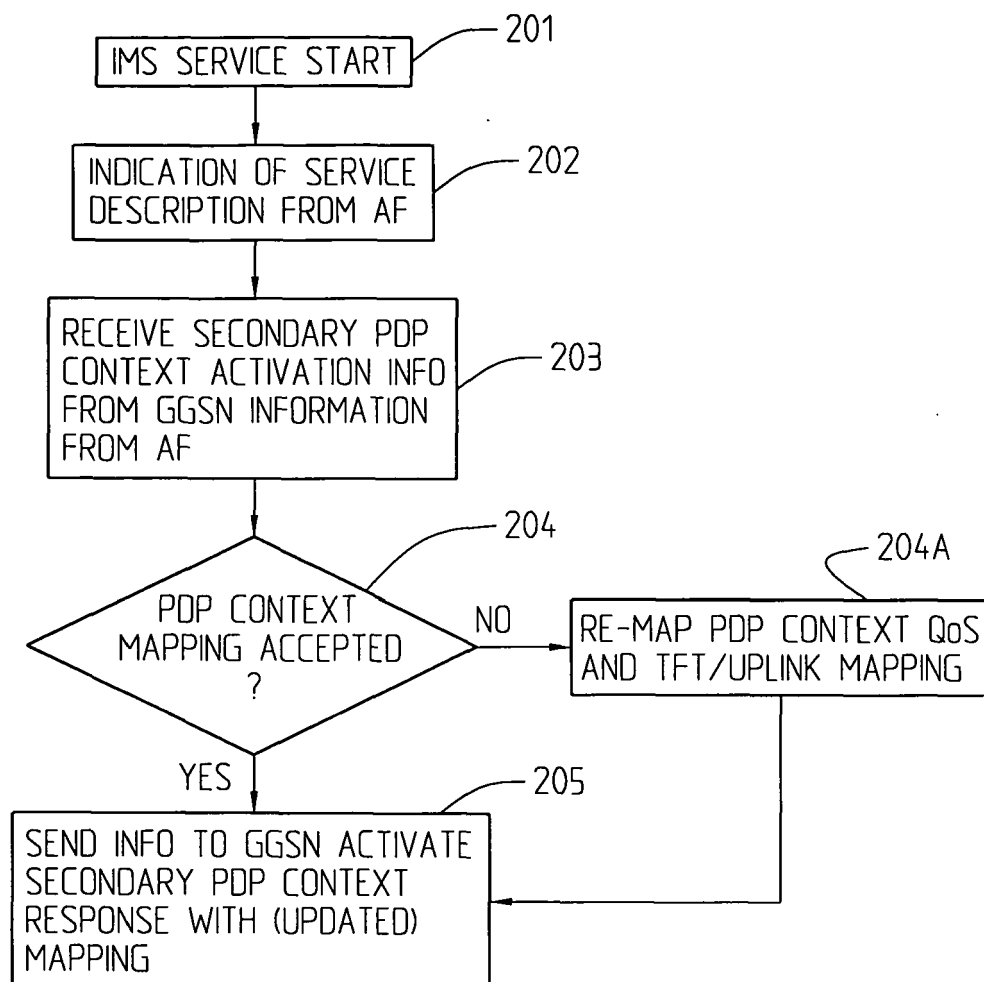 IMS SERVICE START
201
INDICATION OF SERVICE
DESCRIPTION FROM AF
202
RECEIVE SECONDARY PDP
CONTEXT ACTIVATION INFO
FROM GGSN INFORMATION
FROM AF
203
PDP CONTEXT
MAPPING ACCEPTED
?
204
NO
RE-MAP PDP CONTEXT QoS
AND TFT/UPLINK MAPPING
204A
YES
SEND INFO TO GGSN ACTIVATE
SECONDARY PDP CONTEXT
RESPONSE WITH (UPDATED)
MAPPING
205